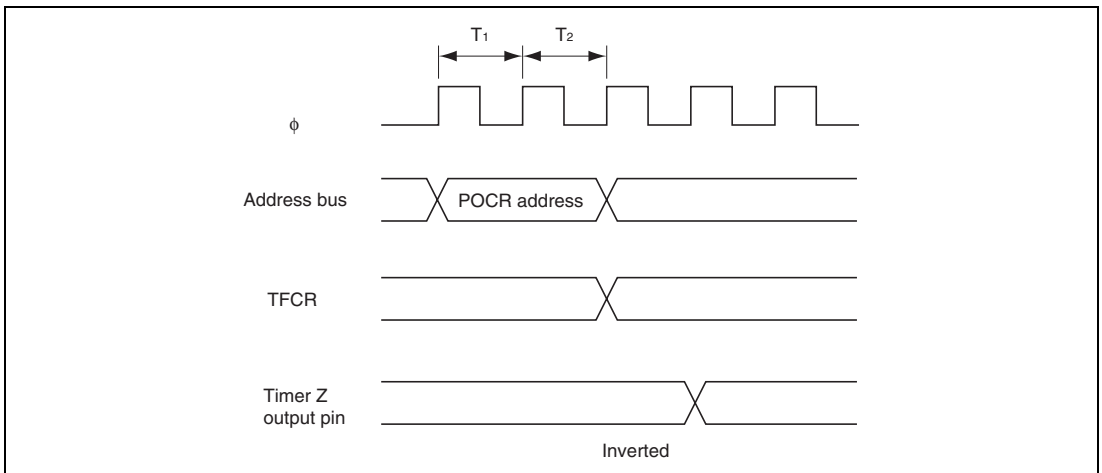 T1 T2
ϕ
Address bus POCR address
TFCR
Timer Z
output pin
Inverted